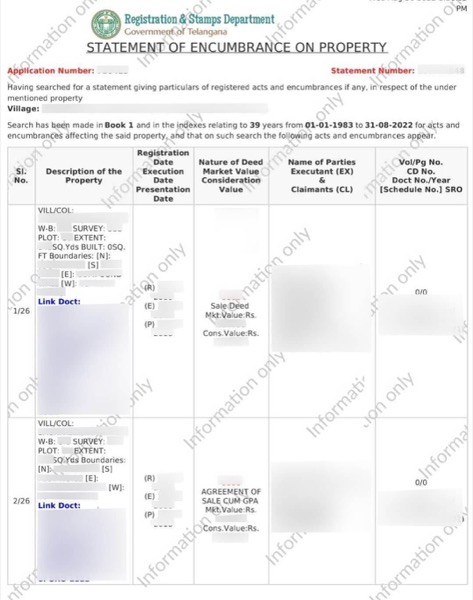 PM
Registration & Stamps Department
Government of Telangana
STATEMENT OF ENCUMBRANCE ON PROPERTY
Application Number:
Statement Number:
Having searched for a statement giving particulars of registered acts and encumbrances if any, in respect of the under
mentioned property
Village:
Search has been made in Book 1 and in the indexes relating to 39 years from 01-01-1983 to 31-08-2022 for acts and
encumbrances affecting the said property, and that on such search the following acts and encumbrances appear.
Sl. No.
Description of the Property
Registration Date Execution Date Presentation Date
Nature of Deed Market Value Consideration Value
Name of Parties Executant (EX) & Claimants (CL)
Vol/Pg No. CD No. Doct No./Year [Schedule No.] SRO
1/26
VILL/COL:
W-B: SURVEY:
PLOT: EXTENT:
SQ.Yds BUILT: 0SQ.
FT Boundaries: [N]:
[S]
[E]:
[W]:
Link Doct:
(R)
(E)
(P)
Sale Deed
Mkt.Value:Rs.
Cons.Value:Rs.
0/0
2/26
VILL/COL:
W-B: SURVEY:
PLOT: EXTENT:
SQ.Yds Boundaries:
[N]: [S]
[E]:
[W]:
Link Doct:
(R)
(E)
(P)
AGREEMENT OF
SALE CUM GPA
Mkt.Value:Rs.
Cons.Value:Rs.
0/0
Information only